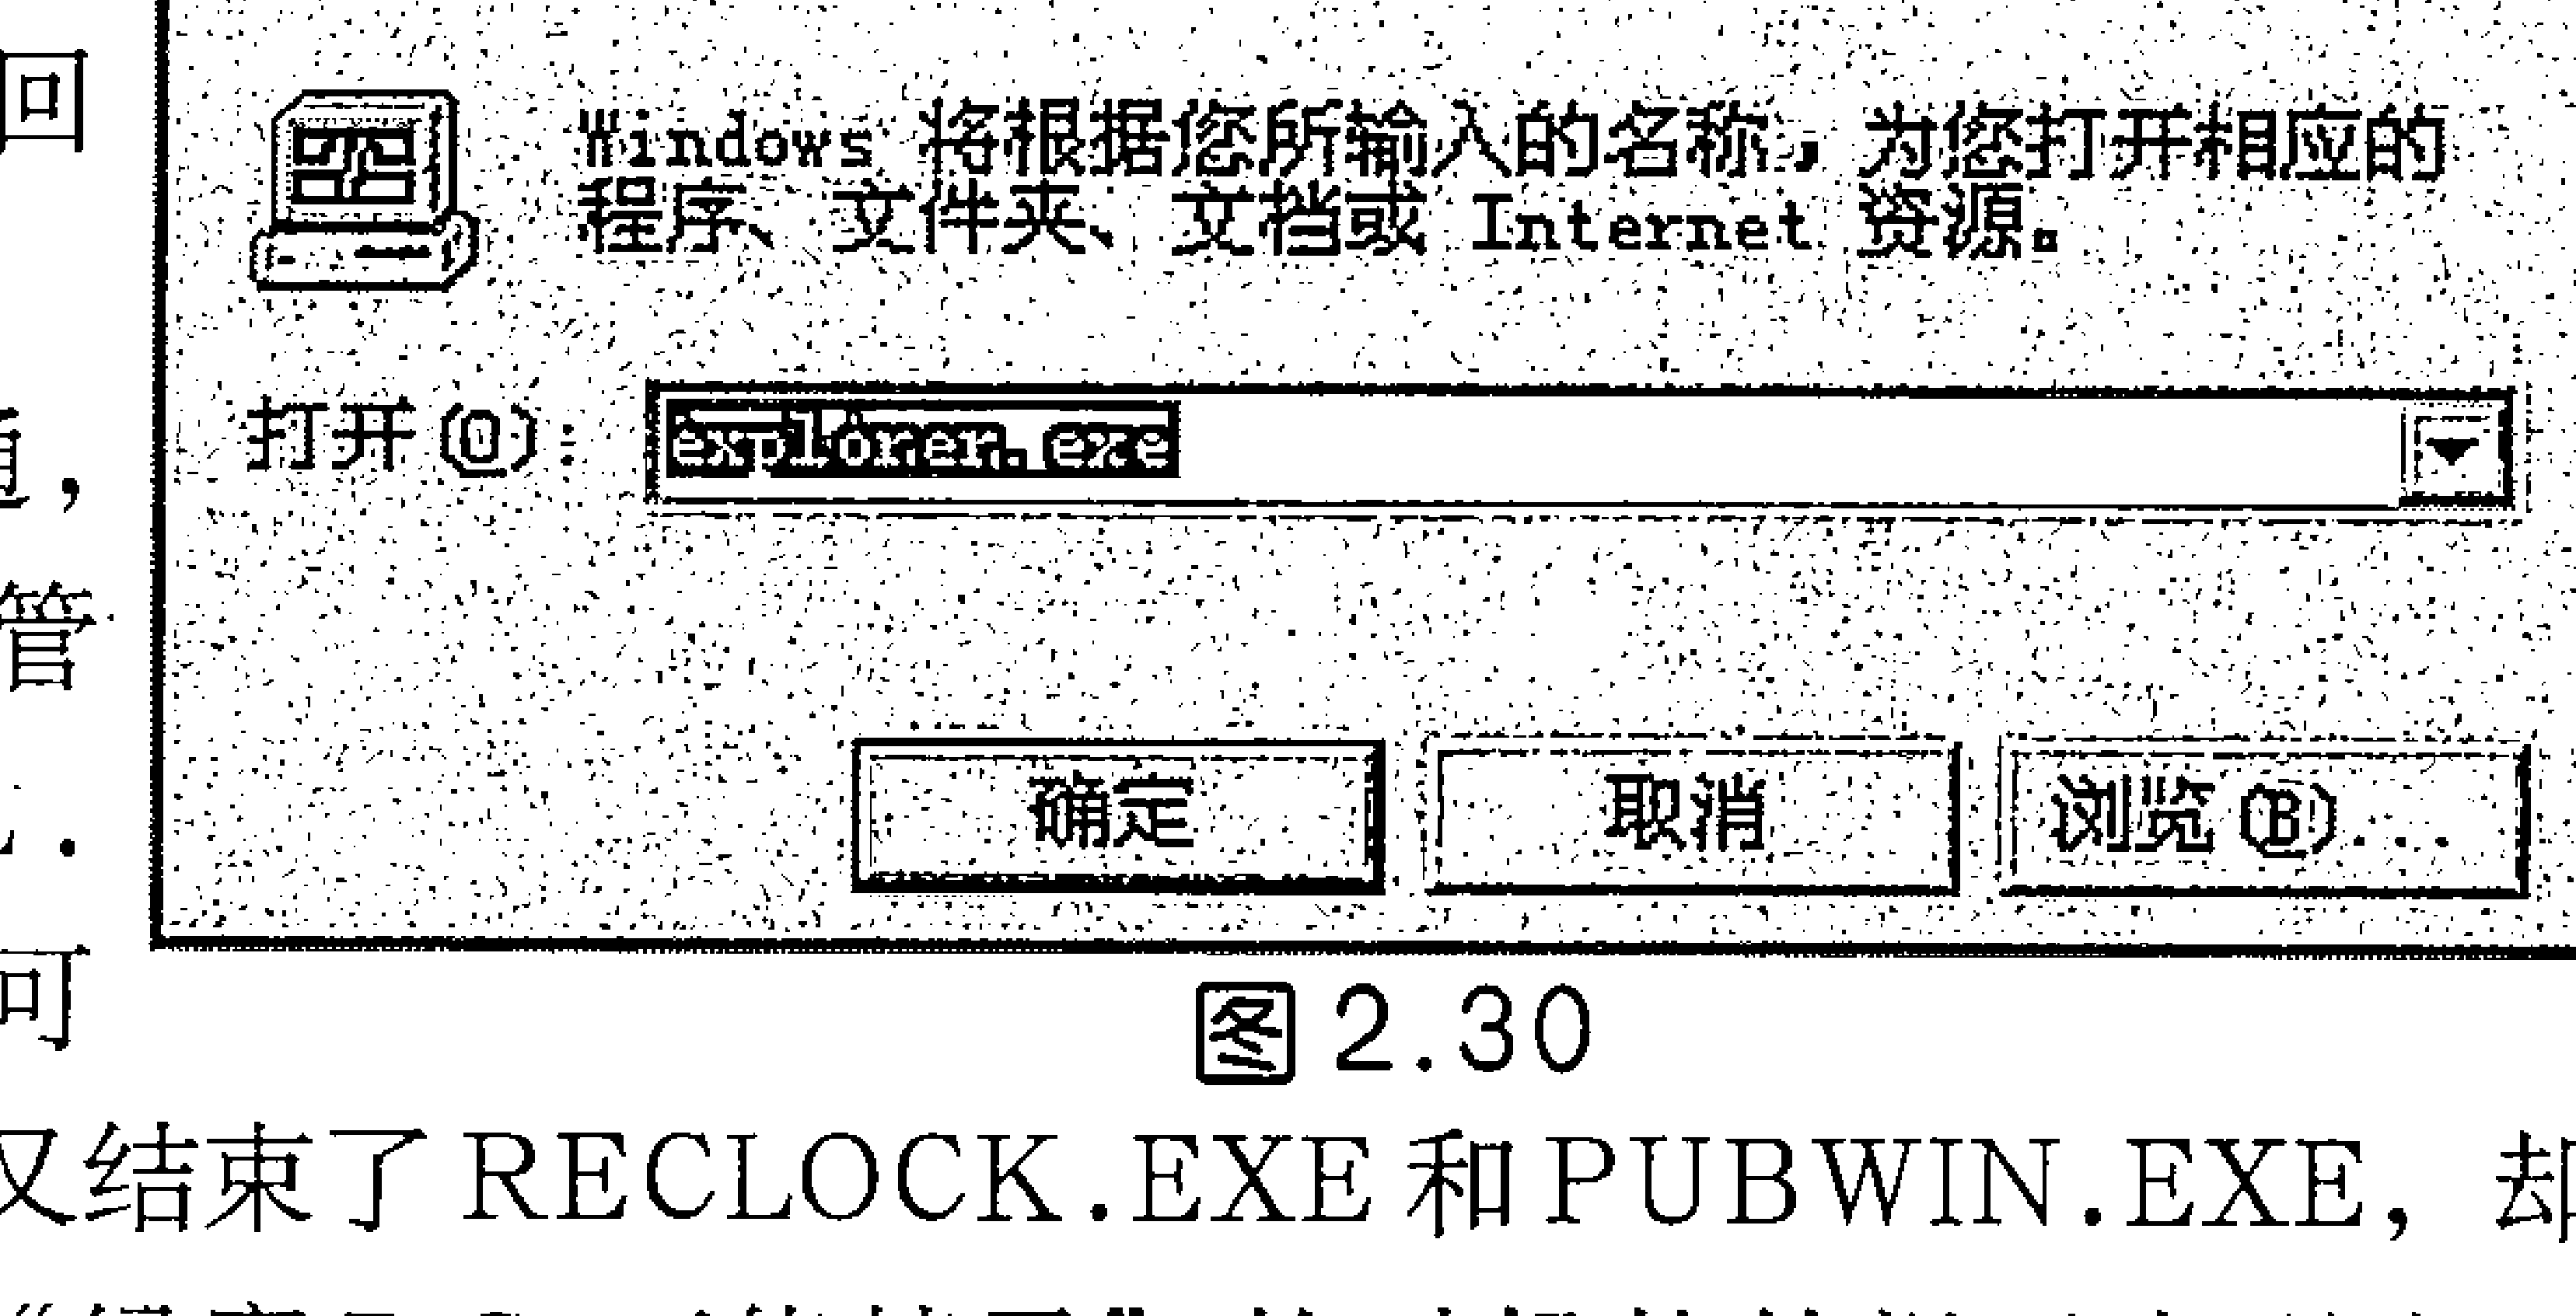 回
Windows 将根据您所输入的名称，为您打开相应的
程序、文件夹、文档或 Internet 资源。
打开(O):
explorer.exe
，
管
.
确定
取消
浏览(B)...
可
图 2.30
又结束了RECLOCK.EXE和PUBWIN.EXE，却